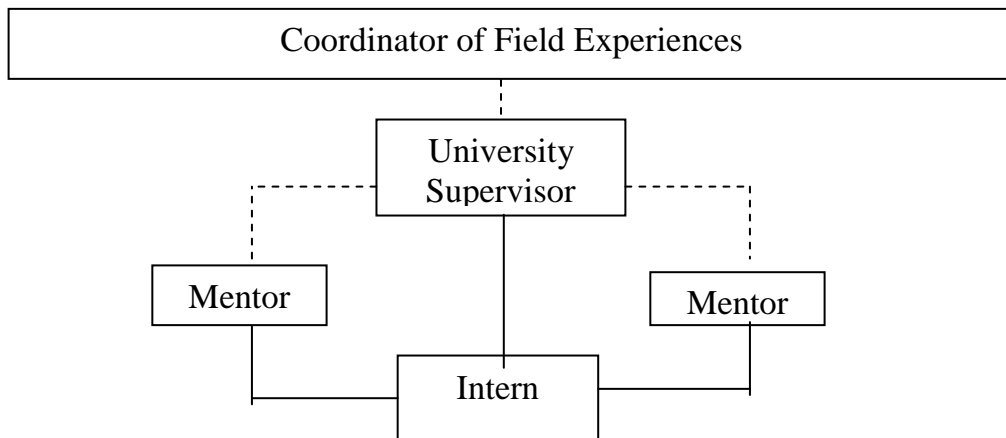 Coordinator of Field Experiences
University
Supervisor
Mentor
Mentor
Intern